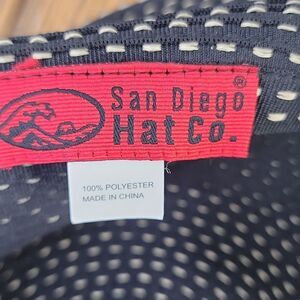 San Diego®
Hat Co.
100% POLYESTER
MADE IN CHINA